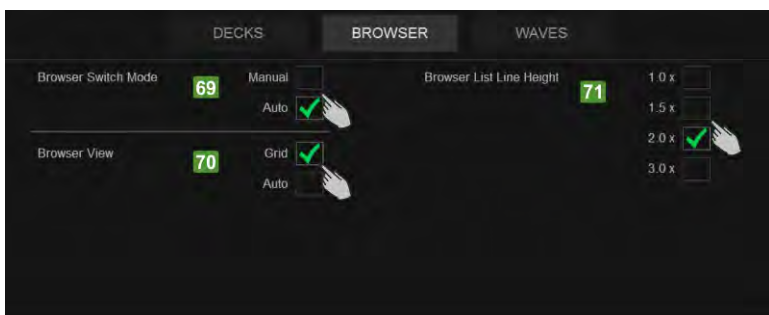 DECKS BROWSER WAVES
Browser Switch Mode 69 Manual
Auto
Browser View 70 Grid
Auto
Browser List Line Height 71 1.0 x
1.5 x
2.0 x
3.0 x